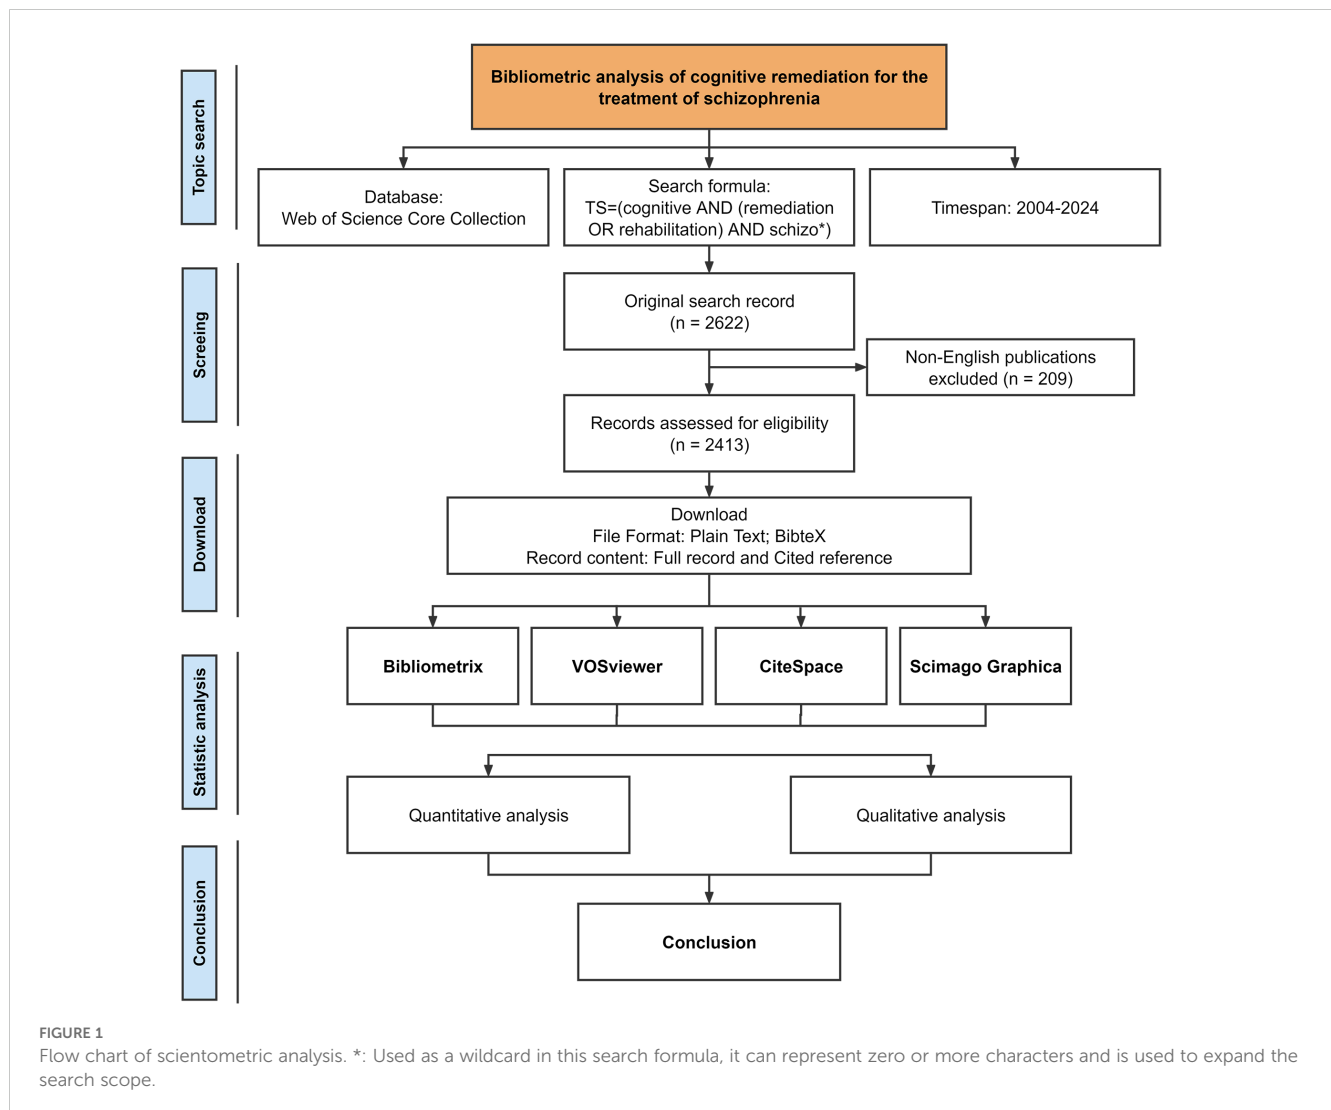 Bibliometric analysis of cognitive remediation for the
treatment of schizophrenia
Topic search
Database:
Web of Science Core Collection
Search formula:
TS=(cognitive AND (remediation
OR rehabilitation) AND schizo*)
Timespan: 2004-2024
Screeing
Original search record
(n = 2622)
Non-English publications
excluded (n = 209)
Records assessed for eligibility
(n = 2413)
Download
Download
File Format: Plain Text; BibteX
Record content: Full record and Cited reference
Statistic analysis
Bibliometrix
VOSviewer
CiteSpace
Scimago Graphica
Quantitative analysis
Qualitative analysis
Conclusion
Conclusion
FIGURE 1
Flow chart of scientometric analysis. *: Used as a wildcard in this search formula, it can represent zero or more characters and is used to expand the
search scope.